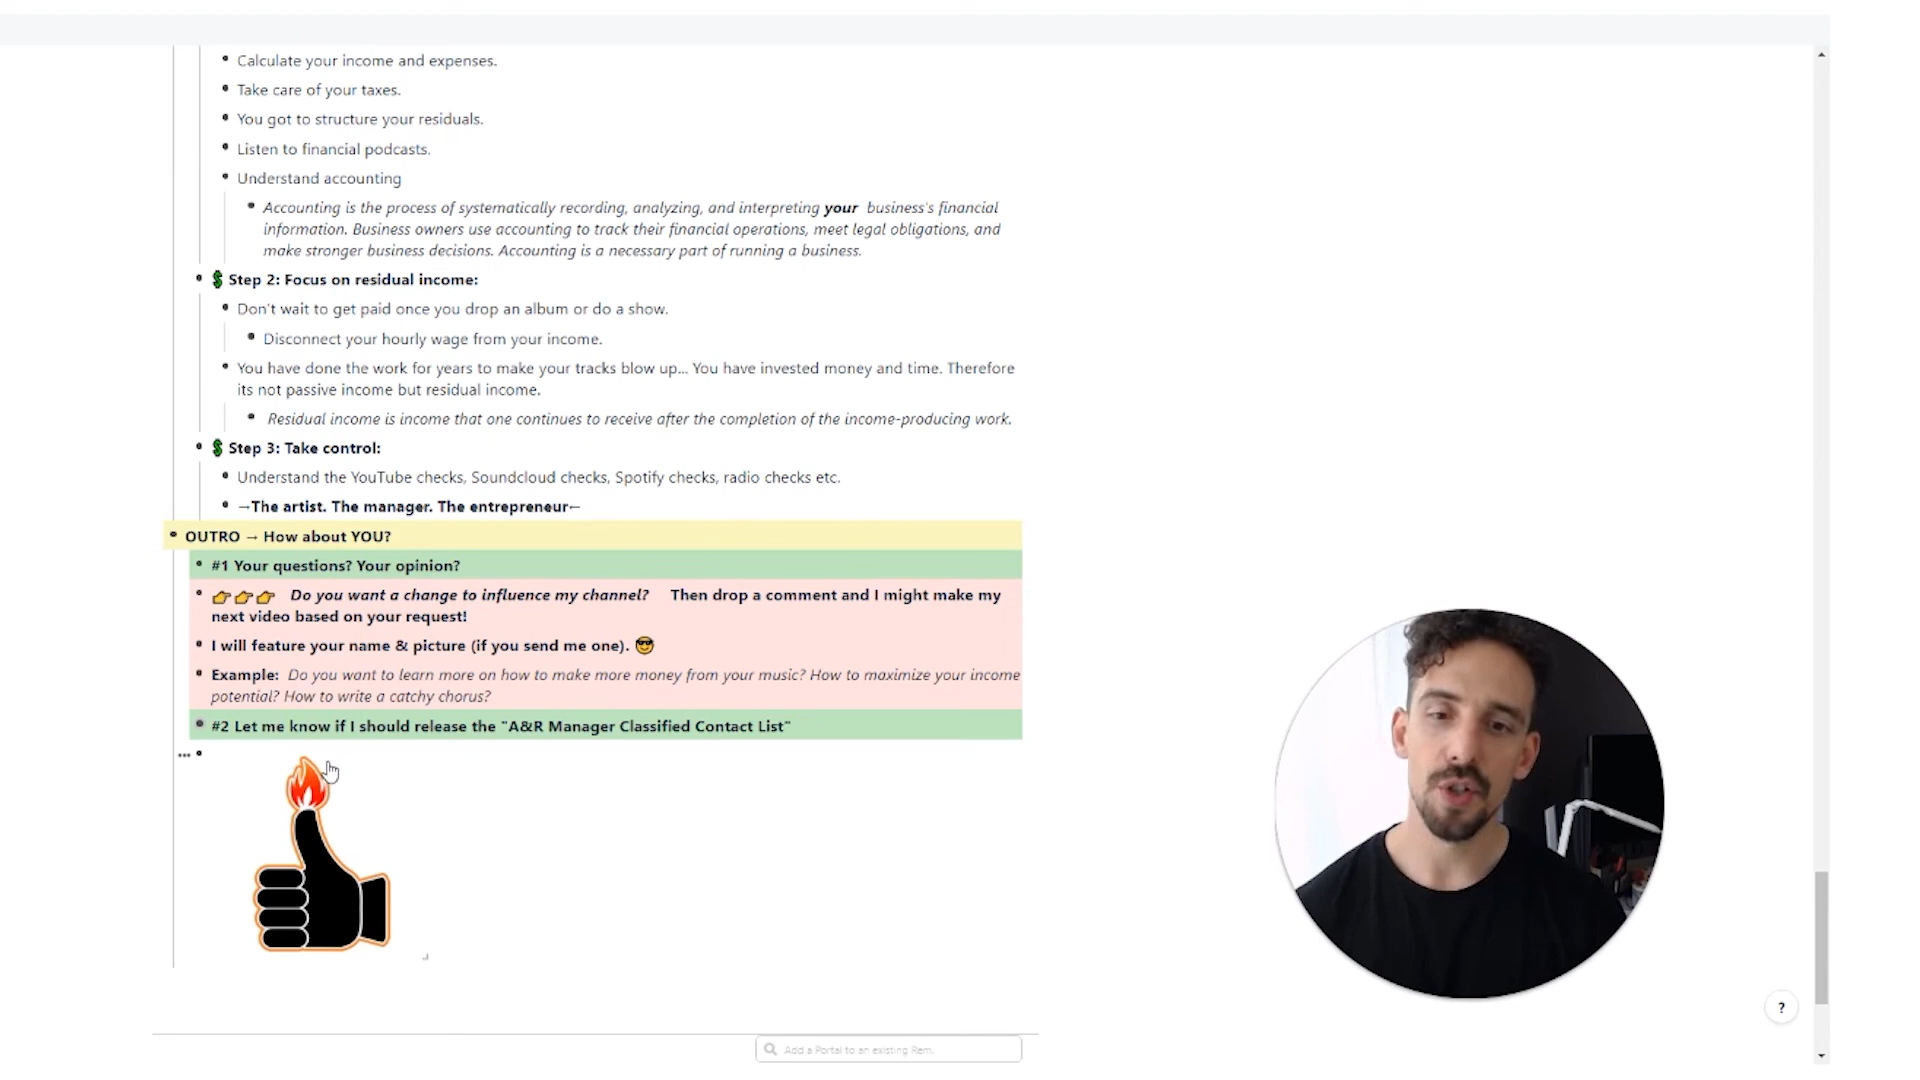 Calculate your income and expenses.
Take care of your taxes.
You got to structure your residuals.
Listen to financial podcasts.
Understand accounting
Accounting is the process of systematically recording, analyzing, and interpreting your business's financial
information. Business owners use accounting to track their financial operations, meet legal obligations, and
make stronger business decisions. Accounting is a necessary part of running a business.
Step 2: Focus on residual income:
Don't wait to get paid once you drop an album or do a show.
Disconnect your hourly wage from your income.
You have done the work for years to make your tracks blow up... You have invested money and time. Therefore
its not passive income but residual income.
Residual income is income that one continues to receive after the completion of the income-producing work.
Step 3: Take control:
Understand the YouTube checks, Soundcloud checks, Spotify checks, radio checks etc.
→The artist. The manager. The entrepreneur←
OUTRO → How about YOU?
#1 Your questions? Your opinion?
👉👉👉 Do you want a change to influence my channel? Then drop a comment and I might make my
next video based on your request!
I will feature your name & picture (if you send me one). 😎
Example: Do you want to learn more on how to make more money from your music? How to maximize your income
potential? How to write a catchy chorus?
#2 Let me know if I should release the "A&R Manager Classified Contact List"
?
Add a Portal to an existing Rem.